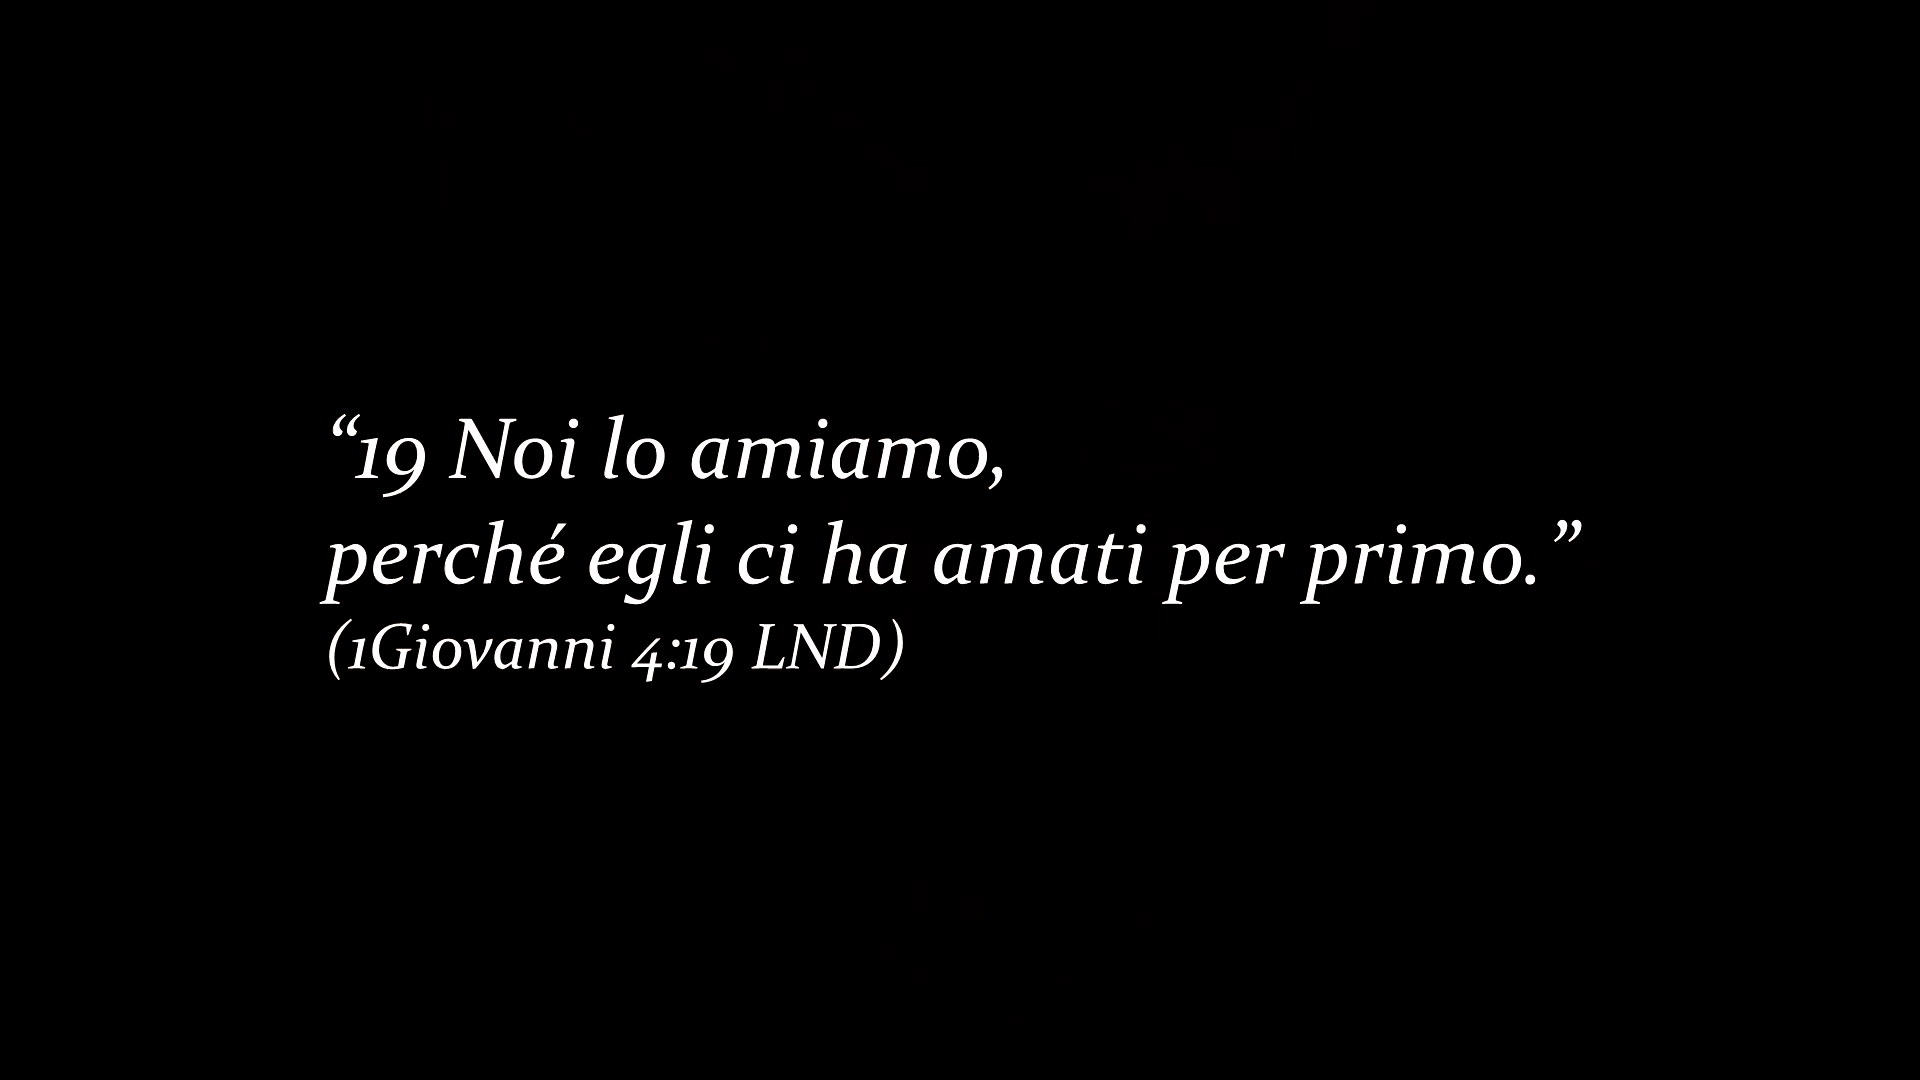 “19 Noi lo amiamo,
perché egli ci ha amati per primo.”
(1Giovanni 4:19 LND)